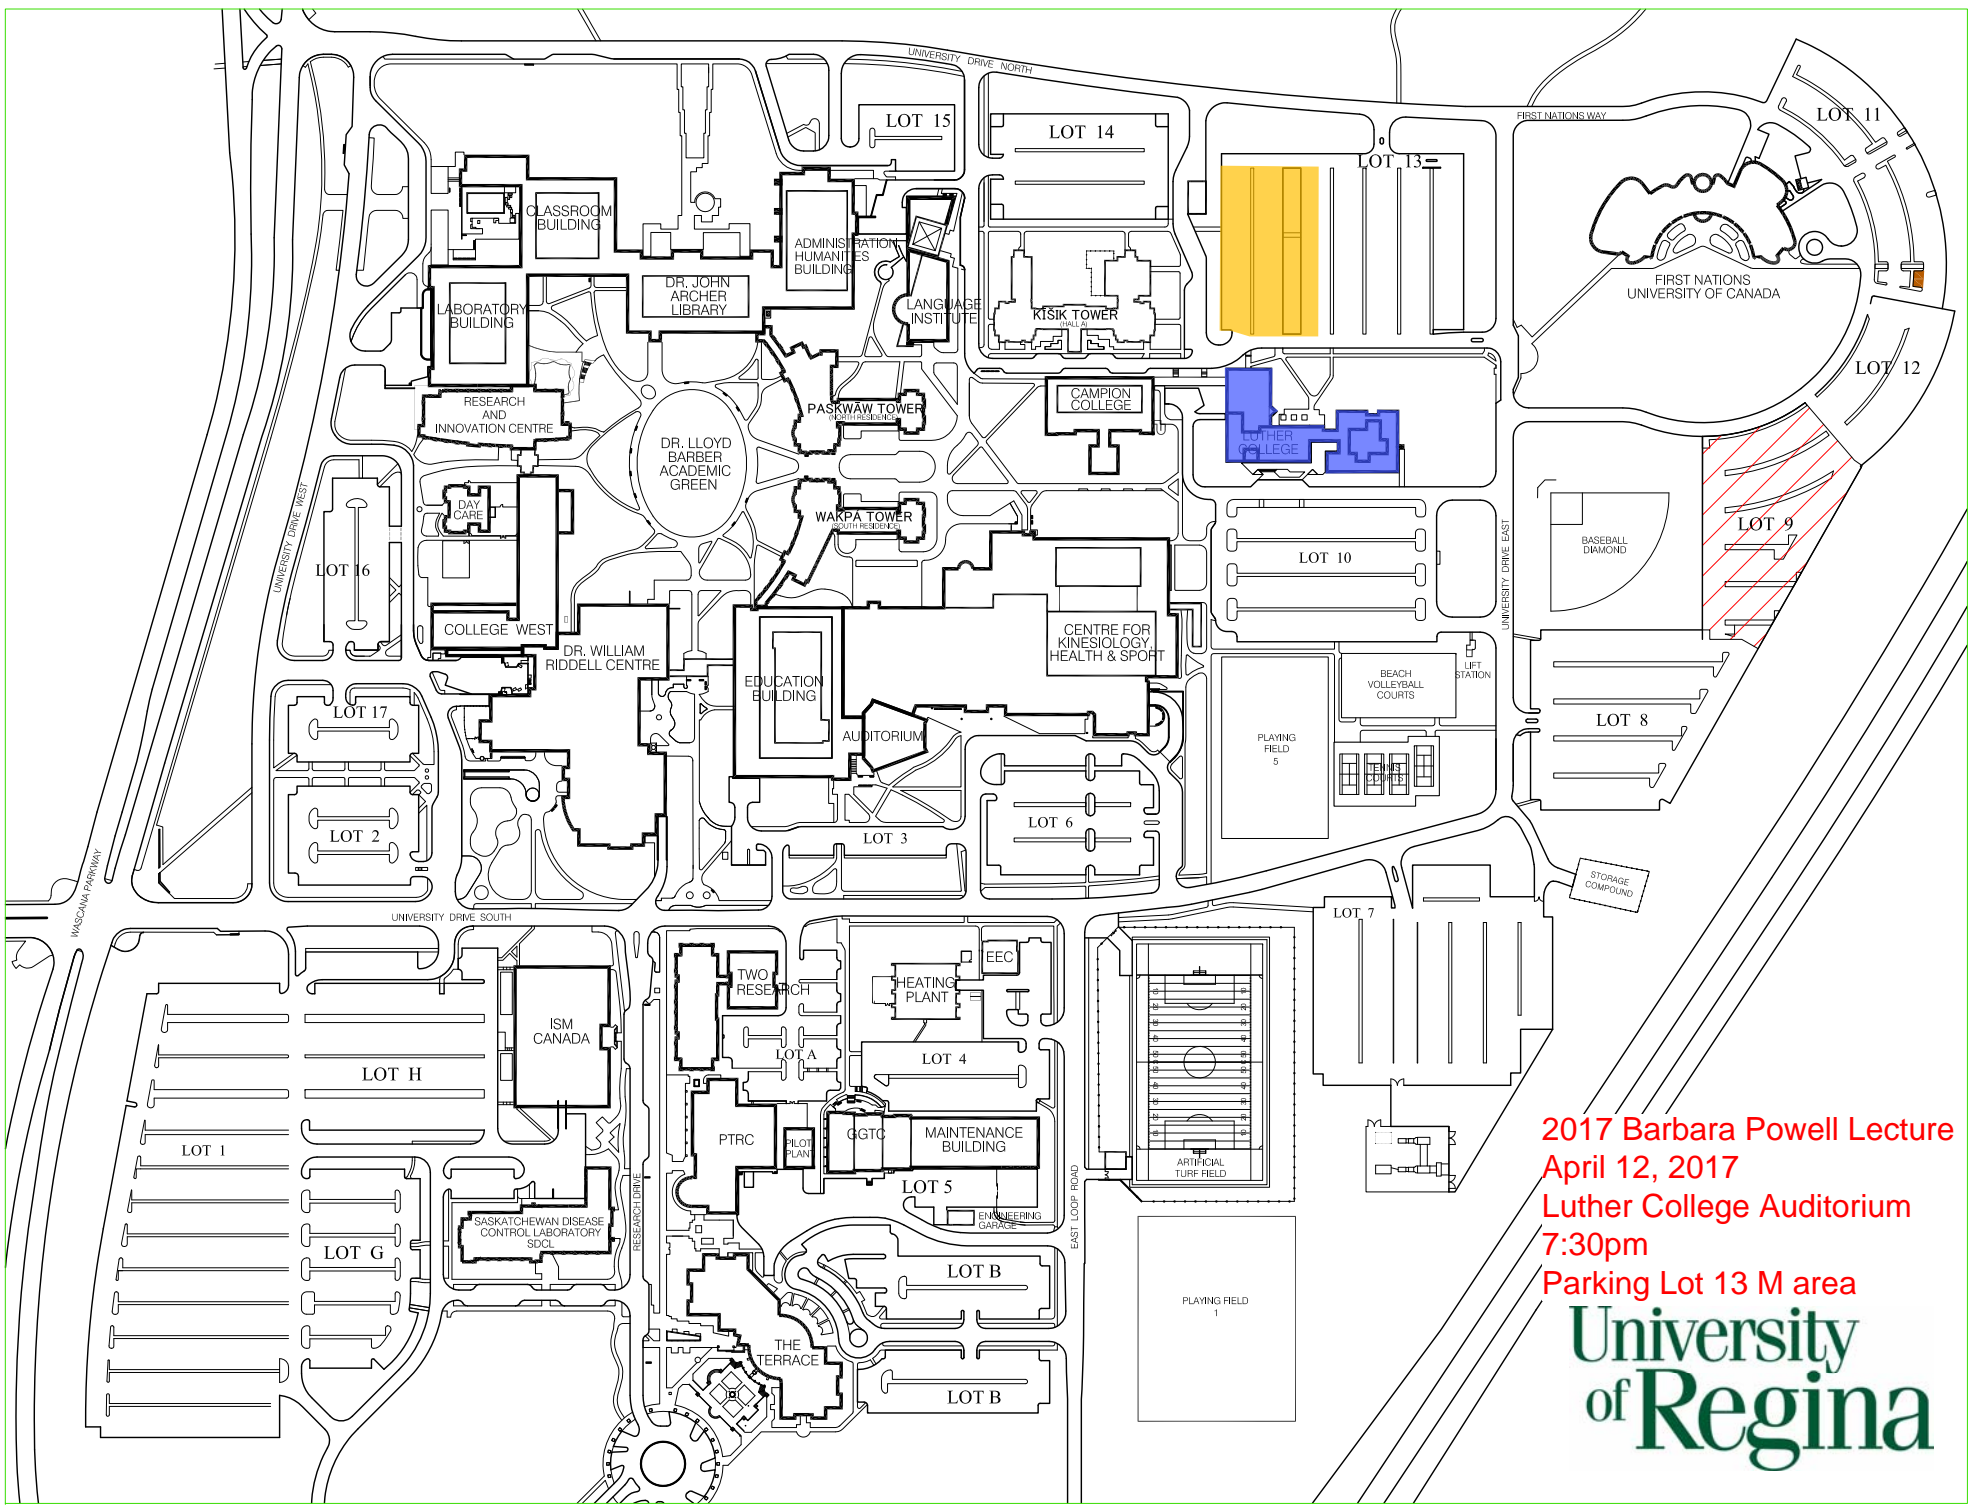 UNIVERSITY DRIVE NORTH
FIRST NATIONS WAY
LOT 11
LOT 15
LOT 14
LOT 13
CLASSROOM
BUILDING
ADMINISTRATION
HUMANITIES
BUILDING
DR. JOHN
ARCHER
LIBRARY
LABORATORY
BUILDING
LANGUAGE
INSTITUTE
KĪŠIK TOWER
(HALL A)
FIRST NATIONS
UNIVERSITY OF CANADA
LOT 12
RESEARCH
AND
INNOVATION CENTRE
PASKWĀW TOWER
(NORTH RESIDENCE)
CAMPION
COLLEGE
LUTHER
COLLEGE
DR. LLOYD
BARBER
ACADEMIC
GREEN
DAY
CARE
WAKPĀ TOWER
(SOUTH RESIDENCE)
UNIVERSITY DRIVE WEST
LOT 16
LOT 10
UNIVERSITY DRIVE EAST
BASEBALL
DIAMOND
LOT 9
COLLEGE WEST
DR. WILLIAM
RIDDELL CENTRE
CENTRE FOR
KINESIOLOGY,
HEALTH & SPORT
EDUCATION
BUILDING
BEACH
VOLLEYBALL
COURTS
LIFT
STATION
LOT 17
AUDITORIUM
PLAYING
FIELD
5
TENNIS
COURTS
LOT 8
LOT 2
LOT 3
LOT 6
WASCANA PARKWAY
STORAGE
COMPOUND
UNIVERSITY DRIVE SOUTH
LOT 7
TWO
RESEARCH
HEATING
PLANT
EEC
ISM
CANADA
LOT A
LOT 4
LOT H
LOT 1
PTRC
PILOT
PLANT
GGTC
MAINTENANCE
BUILDING
ARTIFICIAL
TURF FIELD
LOT 5
ENGINEERING
GARAGE
RESEARCH DRIVE
EAST LOOP ROAD
SASKATCHEWAN DISEASE
CONTROL LABORATORY
SDCL
LOT G
LOT B
PLAYING FIELD
1
THE
TERRACE
LOT B
2017 Barbara Powell Lecture
April 12, 2017
Luther College Auditorium
7:30pm
Parking Lot 13 M area
University
of Regina